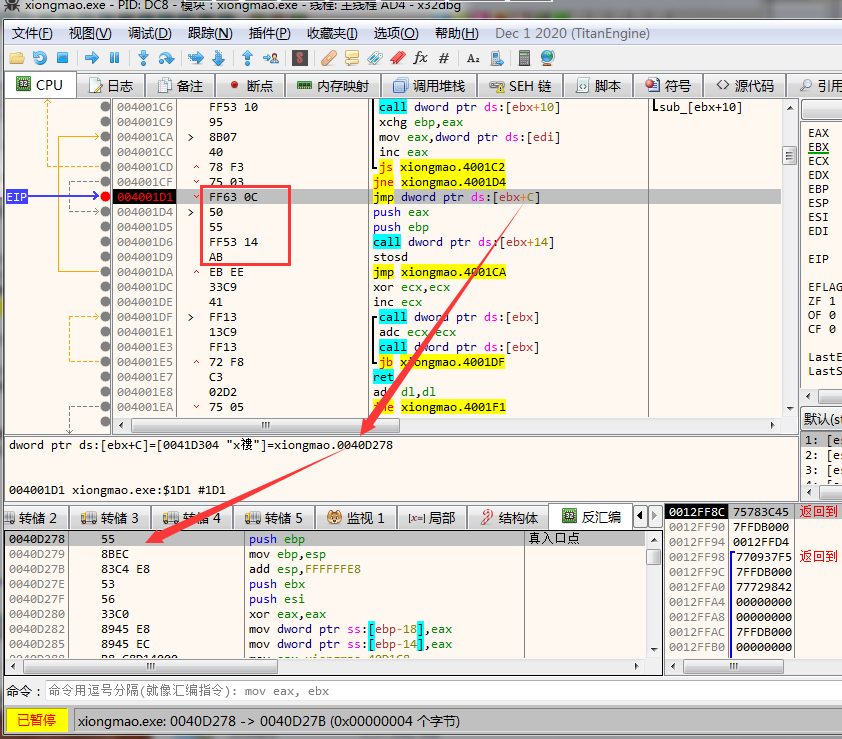 xiongmao.exe - PID: DC8 - 模块: xiongmao.exe - 线程: 主线程 AD4 - x32dbg
文件(F) 视图(V) 调试(D) 跟踪(N) 插件(P) 收藏夹(I) 选项(O) 帮助(H) Dec 1 2020 (TitanEngine)
CPU 日志 备注 断点 内存映射 调用堆栈 SEH 链 脚本 符号 源代码 引用
004001C6 FF53 10 call dword ptr ds:[ebx+10] sub_[ebx+10]
004001C9 95 xchg ebp,eax
004001CA 8B07 mov eax,dword ptr ds:[edi]
004001CC 40 inc eax
004001CD 78 F3 js xiongmao.4001C2
004001CF 75 03 jne xiongmao.4001D4
EIP 004001D1 FF63 0C jmp dword ptr ds:[ebx+C]
004001D4 50 push eax
004001D5 55 push ebp
004001D6 FF53 14 call dword ptr ds:[ebx+14]
004001D9 AB stosd
004001DA EB EE jmp xiongmao.4001CA
004001DC 33C9 xor ecx,ecx
004001DE 41 inc ecx
004001DF FF13 call dword ptr ds:[ebx]
004001E1 13C9 adc ecx,ecx
004001E3 FF13 call dword ptr ds:[ebx]
004001E5 72 F8 jb xiongmao.4001DF
004001E7 C3 ret
004001E8 02D2 add dl,dl
004001EA 75 05 jne xiongmao.4001F1
EAX
EBX
ECX
EDX
EBP
ESP
ESI
EDI
EIP
EFLAG
ZF 1
OF 0
CF 0
LastE
LastS
默认(st
1: [es
2: [es
3: [es
4: [es
dword ptr ds:[ebx+C]=[0041D304 "x禮"]=xiongmao.0040D278
004001D1 xiongmao.exe:$1D1 #1D1
转储 2 转储 3 转储 4 转储 5 监视 1 [x=] 局部 结构体 反汇编
0040D278 55 push ebp 真入口点
0040D279 8BEC mov ebp,esp
0040D27B 83C4 E8 add esp,FFFFFFE8
0040D27E 53 push ebx
0040D27F 56 push esi
0040D280 33C0 xor eax,eax
0040D282 8945 E8 mov dword ptr ss:[ebp-18],eax
0040D285 8945 EC mov dword ptr ss:[ebp-14],eax
0012FF8C 75783C45 返回到
0012FF90 7FFDB000
0012FF94 0012FFD4
0012FF98 770937F5 返回到
0012FF9C 7FFDB000
0012FFA0 77729842
0012FFA4 00000000
0012FFA8 00000000
0012FFAC 7FFDB000
0012FFB0 00000000
命令: 命令用逗号分隔(就像汇编指令): mov eax, ebx
已暂停 xiongmao.exe: 0040D278 -> 0040D27B (0x00000004 个字节)